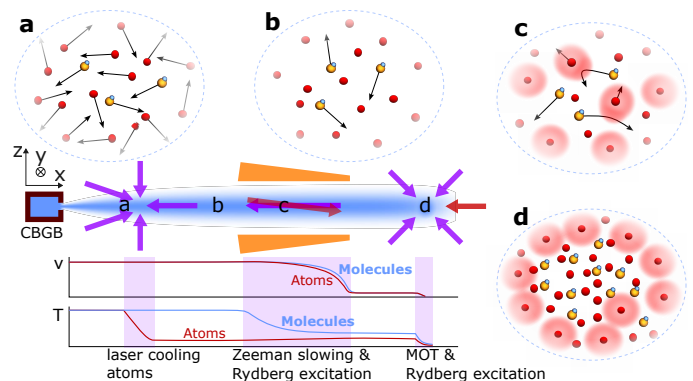 a
b
c
d
z
y
x
CBGB
a
b
c
d
v
Molecules
Atoms
T
Molecules
Atoms
laser cooling
atoms
Zeeman slowing &
Rydberg excitation
MOT &
Rydberg excitation